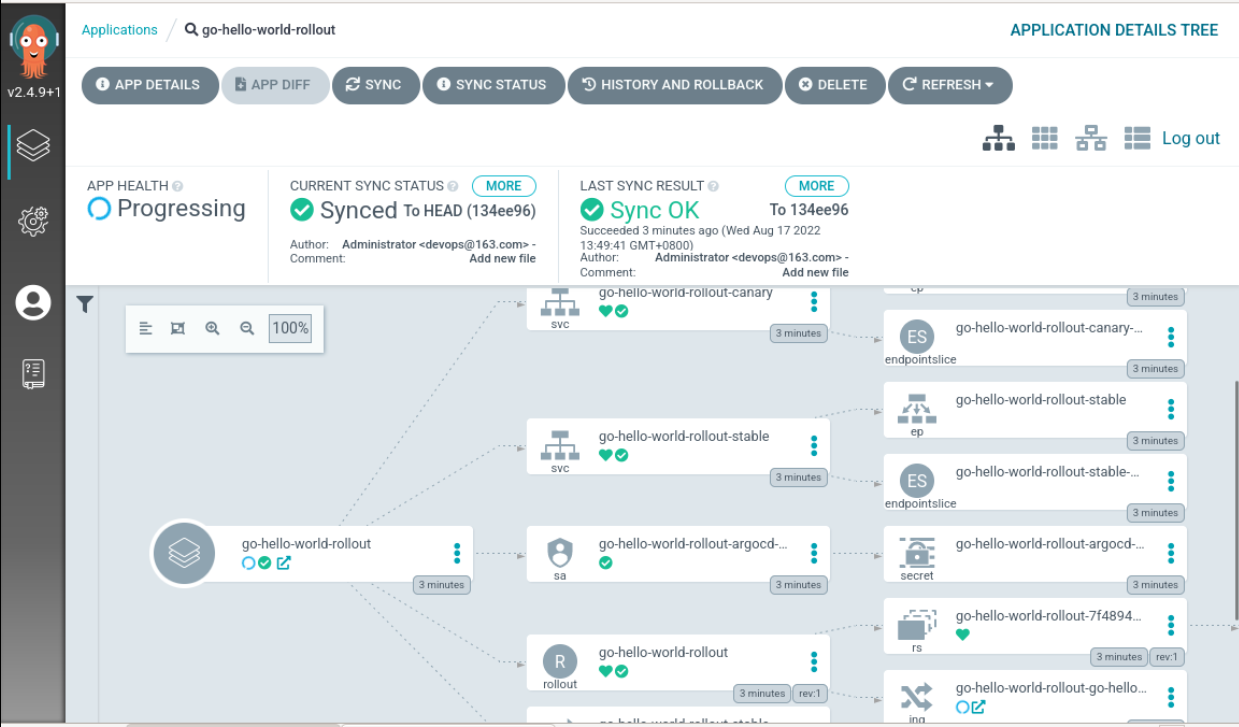 Applications / go-hello-world-rollout
APPLICATION DETAILS TREE
v2.4.9+1
APP DETAILS
APP DIFF
SYNC
SYNC STATUS
HISTORY AND ROLLBACK
DELETE
REFRESH
Log out
APP HEALTH
Progressing
CURRENT SYNC STATUS
MORE
Synced To HEAD (134ee96)
Author: Administrator <devops@163.com> -
Comment: Add new file
LAST SYNC RESULT
MORE
Sync OK To 134ee96
Succeeded 3 minutes ago (Wed Aug 17 2022
13:49:41 GMT+0800)
Author: Administrator <devops@163.com> -
Comment: Add new file
100%
go-hello-world-rollout
3 minutes
go-hello-world-rollout-canary
svc
3 minutes
go-hello-world-rollout-stable
svc
3 minutes
go-hello-world-rollout-argocd-...
sa
3 minutes
go-hello-world-rollout
R
rollout
3 minutes
rev:1
go-hello-world-rollout-stable
ep
3 minutes
go-hello-world-rollout-canary-...
ES
endpointslice
3 minutes
go-hello-world-rollout-stable
ep
3 minutes
go-hello-world-rollout-stable-...
ES
endpointslice
3 minutes
go-hello-world-rollout-argocd-...
secret
3 minutes
go-hello-world-rollout-7f4894...
rs
3 minutes
rev:1
go-hello-world-rollout-go-hello...
ing
3 minutes